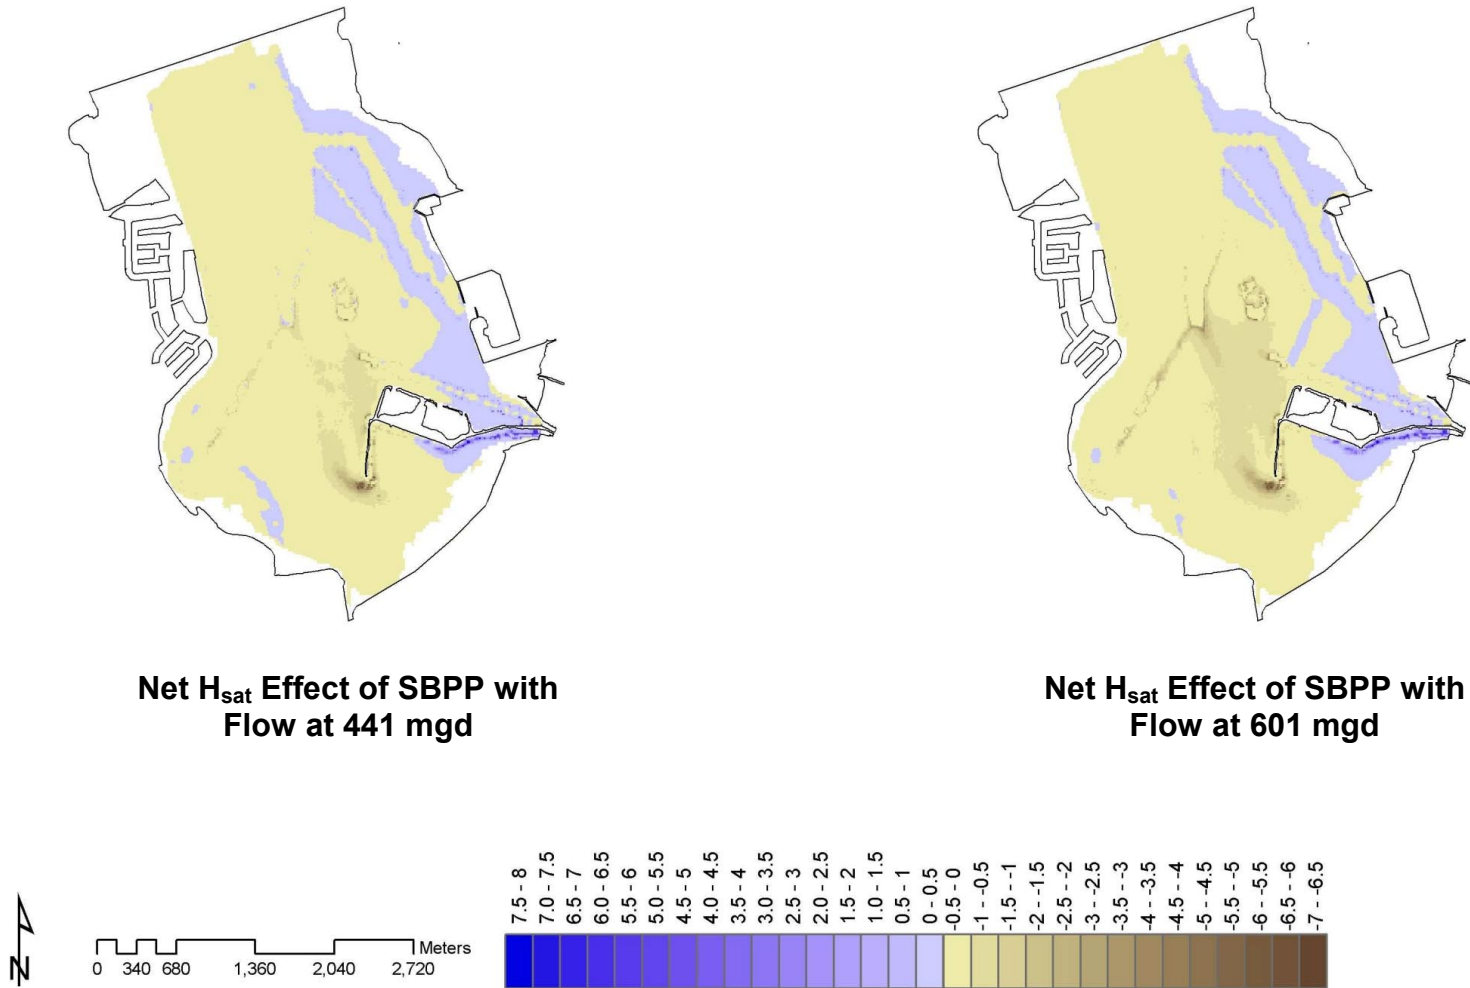 Net Hsat Effect of SBPP with
Flow at 441 mgd
Net Hsat Effect of SBPP with
Flow at 601 mgd
7.5 - 8
7.0 - 7.5
6.5 - 7
6.0 - 6.5
5.5 - 6
5.0 - 5.5
4.5 - 5
4.0 - 4.5
3.5 - 4
3.0 - 3.5
2.5 - 3
2.0 - 2.5
1.5 - 2
1.0 - 1.5
0.5 - 1
0 - 0.5
-0.5 - 0
-1 - -0.5
-1.5 - -1
-2 - -1.5
-2.5 - -2
-3 - -2.5
-3.5 - -3
-4 - -3.5
-4.5 - -4
-5 - -4.5
-5.5 - -5
-6 - -5.5
-6.5 - -6
-7 - -6.5
N
Meters
0 340 680 1,360 2,040 2,720